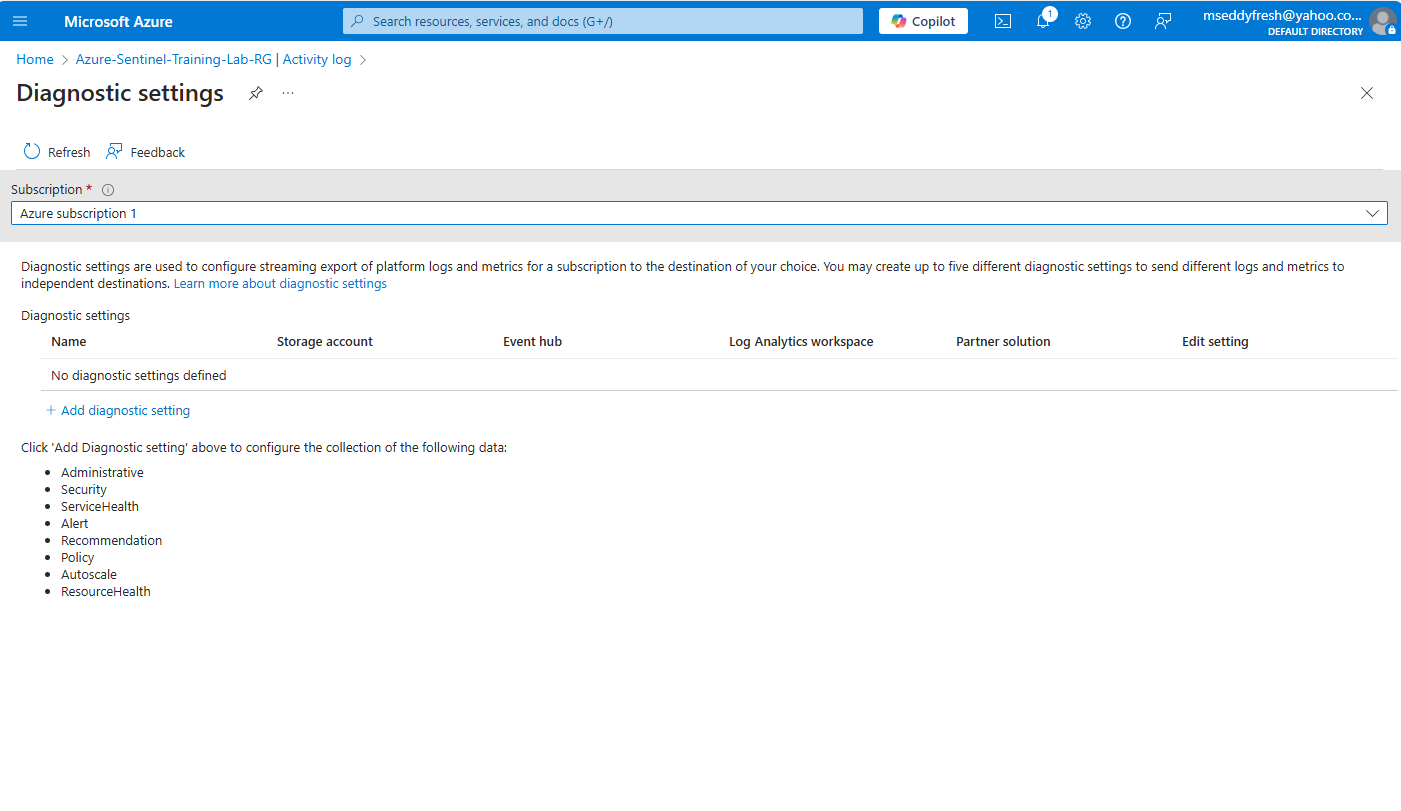 Microsoft Azure
Search resources, services, and docs (G+/)
Copilot
1
mseddyfresh@yahoo.co...
DEFAULT DIRECTORY
Home > Azure-Sentinel-Training-Lab-RG | Activity log >
Diagnostic settings
Refresh Feedback
Subscription *
Azure subscription 1
Diagnostic settings are used to configure streaming export of platform logs and metrics for a subscription to the destination of your choice. You may create up to five different diagnostic settings to send different logs and metrics to
independent destinations. Learn more about diagnostic settings
Diagnostic settings
Name Storage account Event hub Log Analytics workspace Partner solution Edit setting
No diagnostic settings defined
+ Add diagnostic setting
Click 'Add Diagnostic setting' above to configure the collection of the following data:
• Administrative
• Security
• ServiceHealth
• Alert
• Recommendation
• Policy
• Autoscale
• ResourceHealth